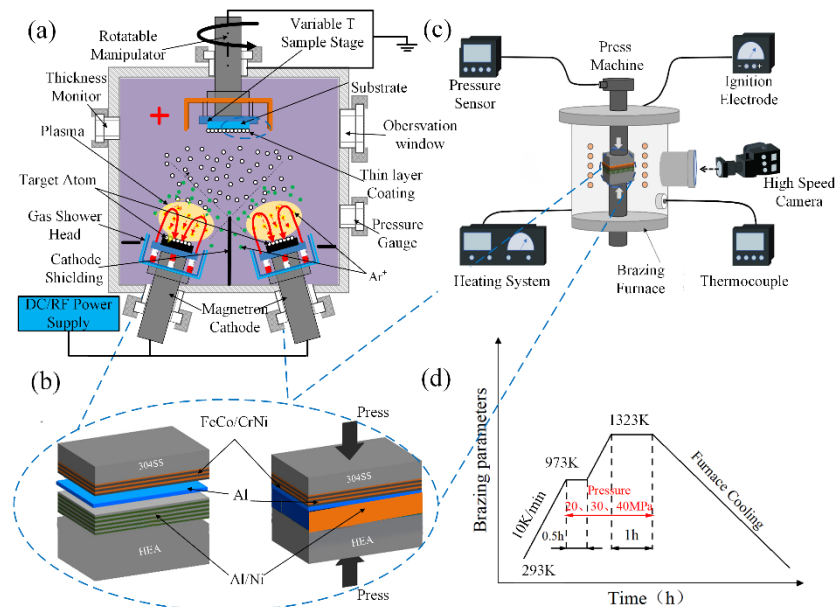 (a)
Rotatable
Manipulator
Variable T
Sample Stage
Thickness
Monitor
Substrate
Plasma
Obersvation
window
Target Atom
Thin layer
Coating
Gas Shower
Head
Pressure
Gauge
Cathode
Shielding
Ar+
DC/RF Power
Supply
Magnetron
Cathode
(b)
FeCo/CrNi
Press
304SS
304SS
Al
HEA
HEA
Al/Ni
Press
(c)
Press
Machine
Pressure
Sensor
Ignition
Electrode
High Speed
Camera
Heating System
Brazing
Furnace
Thermocouple
(d)
Brazing parameters
1323K
973K
10K/min
Pressure
20、30、40MPa
Furnace Cooling
0.5h
1h
293K
Time（h）